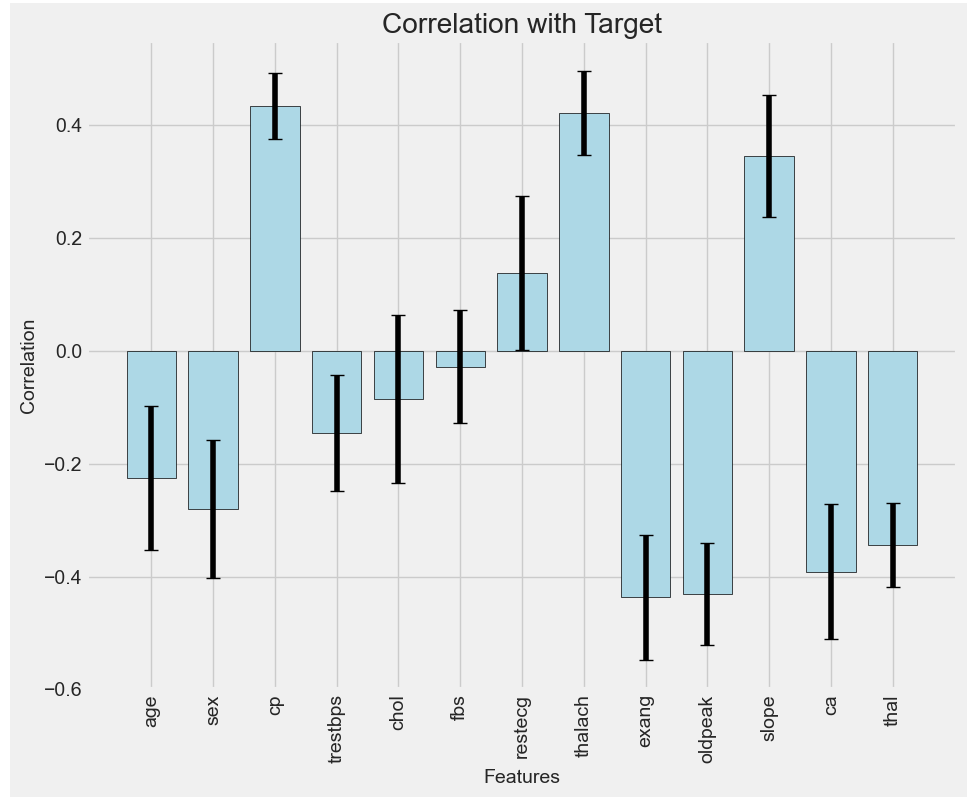 Correlation with Target
Correlation
0.4
0.2
0.0
−0.2
−0.4
−0.6
age
sex
cp
trestbps
chol
fbs
restecg
thalach
exang
oldpeak
slope
ca
thal
Features